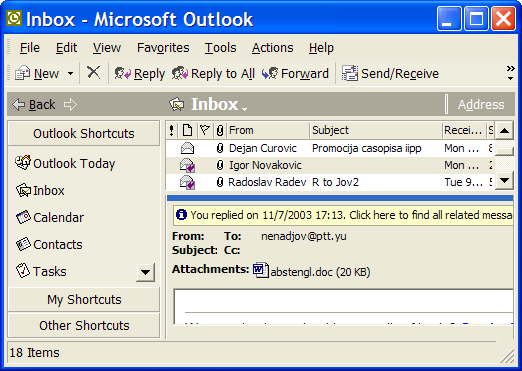 Inbox - Microsoft Outlook
File Edit View Favorites Tools Actions Help
New Reply Reply to All Forward Send/Receive »
Back Inbox. Address
Outlook Shortcuts
Outlook Today
Inbox
Calendar
Contacts
Tasks
My Shortcuts
Other Shortcuts
! From Subject Recei... S
Dejan Curovic Promocija casopisa iipp Mon ... 8
Igor Novakovic Mon ... 2
Radoslav Radev R to Jov2 Tue 9... 5
You replied on 11/7/2003 17:13. Click here to find all related messa
From: To: nenadjov@ptt.yu
Subject: Cc:
Attachments: abstengl.doc (20 KB)
18 Items